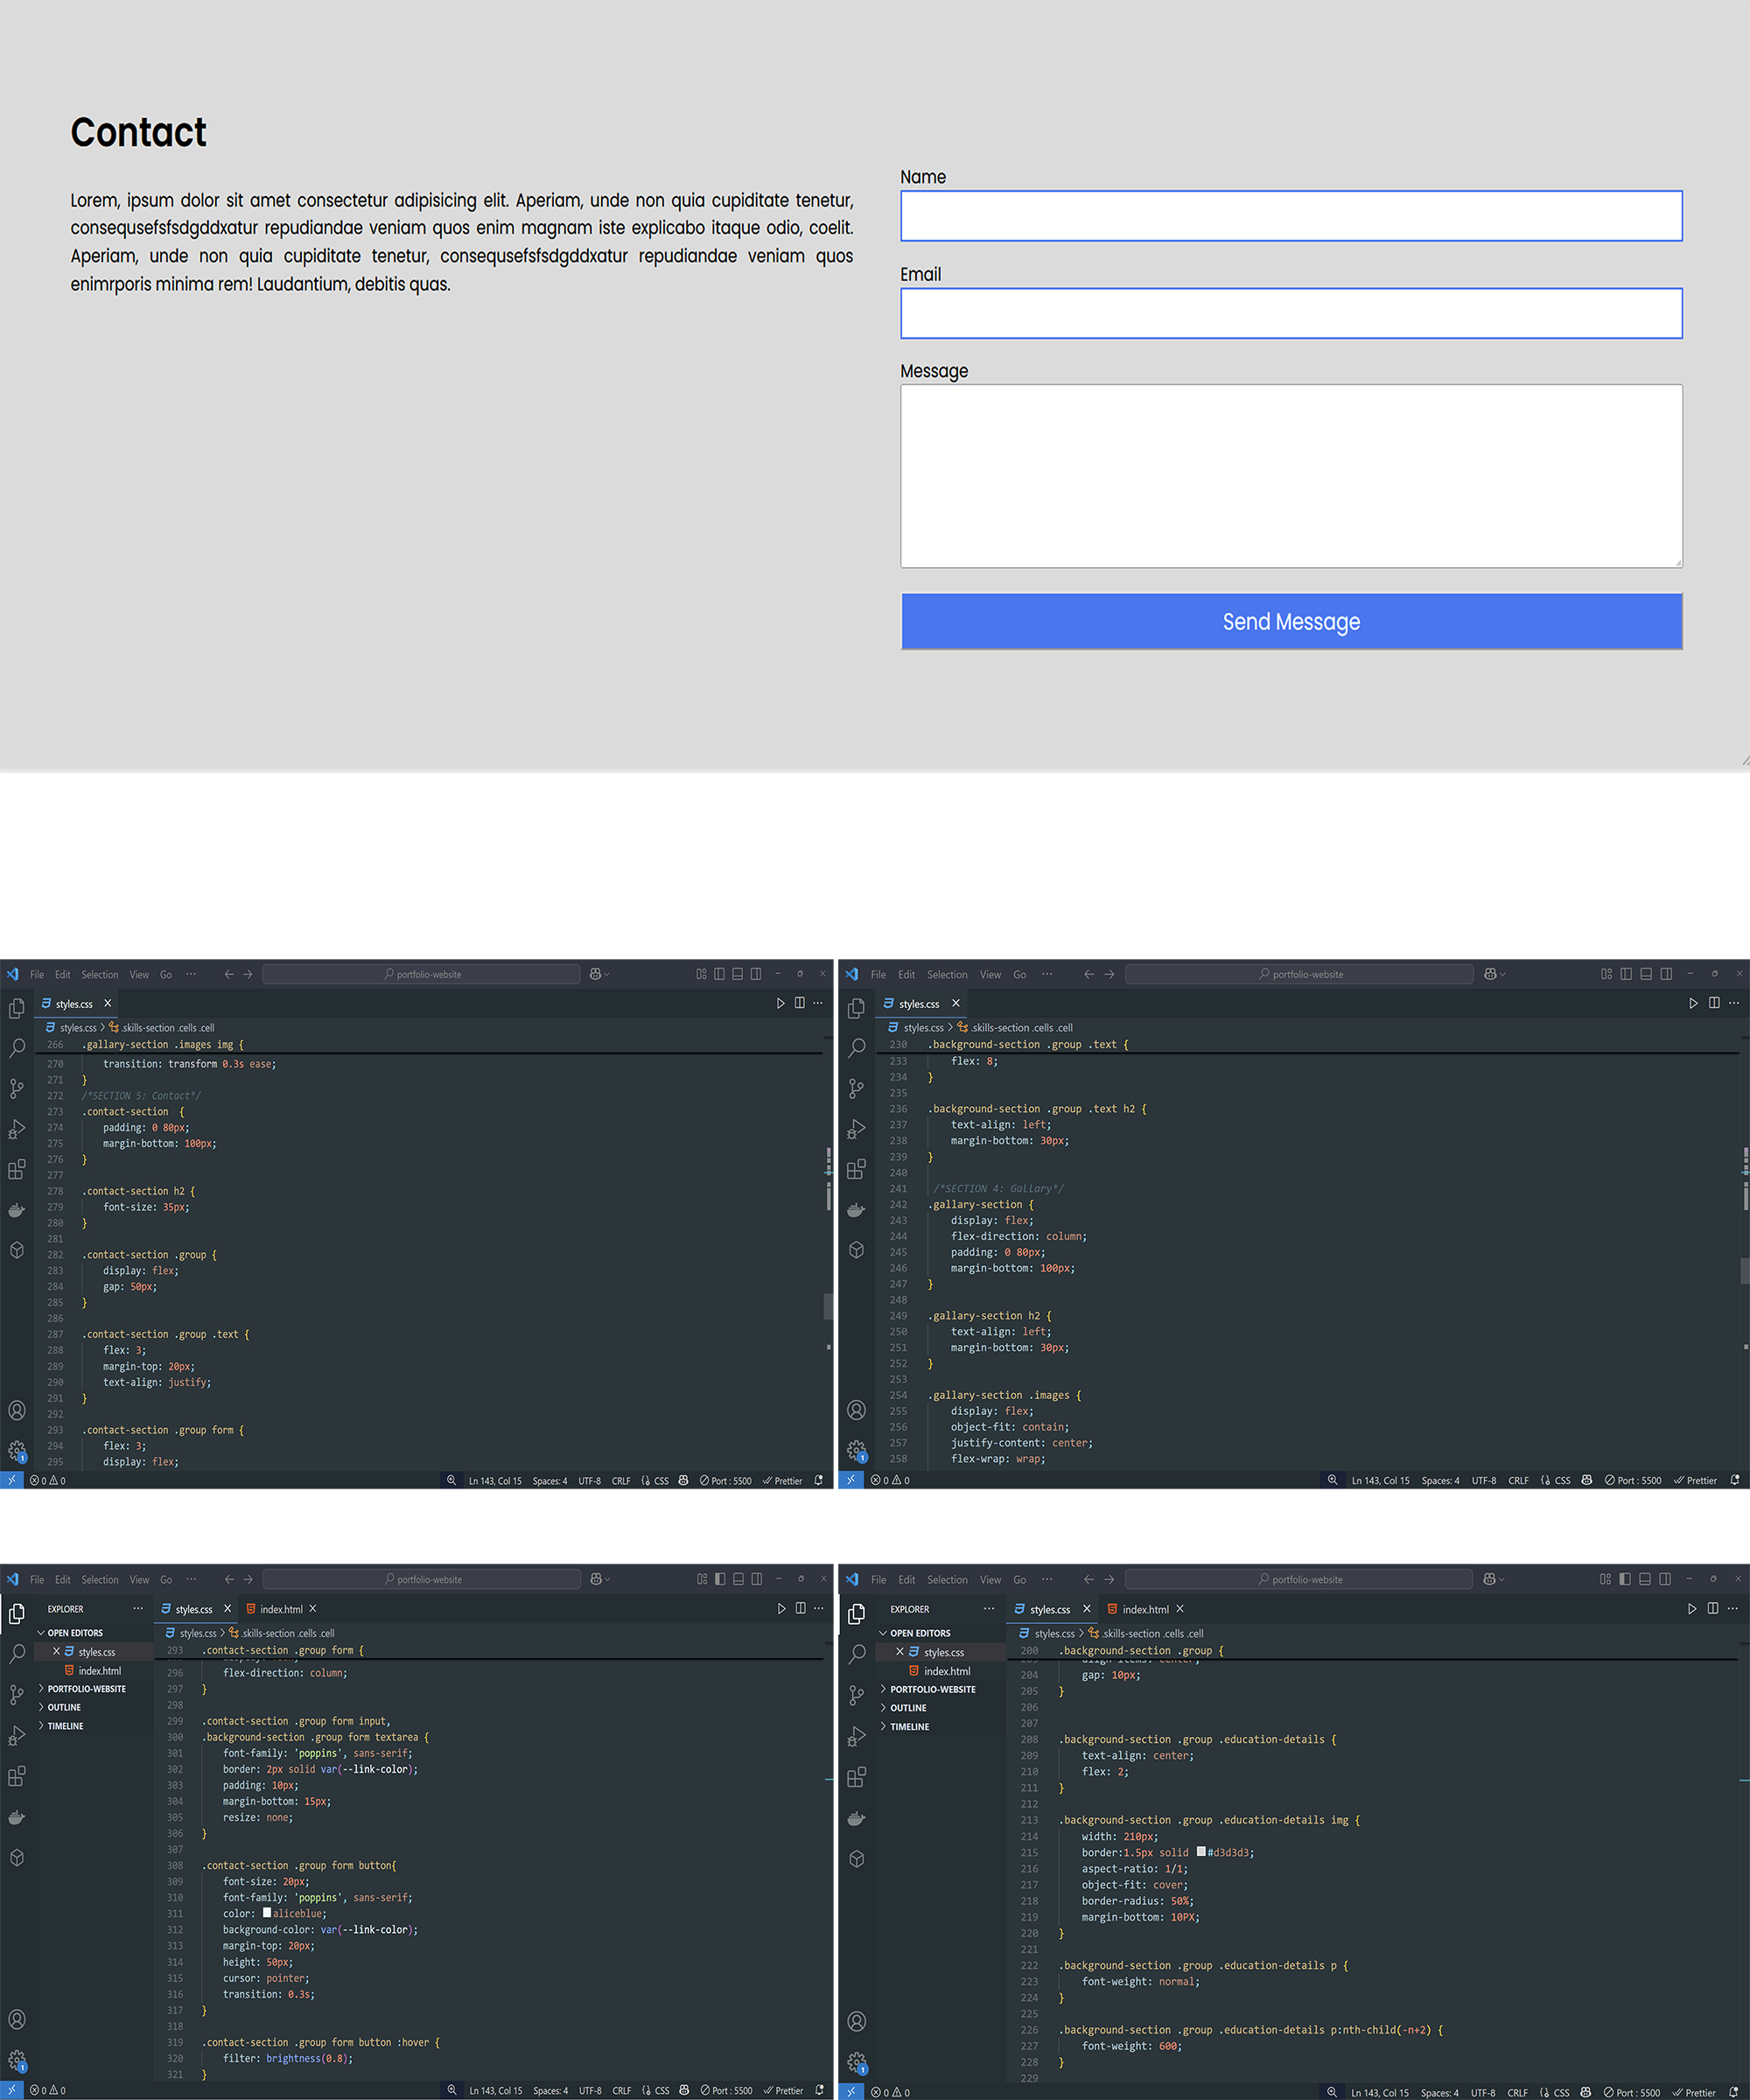 Contact
Lorem, ipsum dolor sit amet consectetur adipisicing elit. Aperiam, unde non quia cupiditate tenetur,
consequsefsfsdgddxatur repudiandae veniam quos enim magnam iste explicabo itaque odio, coelit.
Aperiam, unde non quia cupiditate tenetur, consequsefsfsdgddxatur repudiandae veniam quos
enimrporis minima rem! Laudantium, debitis quas.
Name
Email
Message
Send Message
File Edit Selection View Go ··· portfolio-website
styles.css
styles.css > .skills-section .cells .cell
266 .gallary-section .images img {
270 transition: transform 0.3s ease;
271 }
272 /*SECTION 5: Contact*/
273 .contact-section {
274 padding: 0 80px;
275 margin-bottom: 100px;
276 }
277
278 .contact-section h2 {
279 font-size: 35px;
280 }
281
282 .contact-section .group {
283 display: flex;
284 gap: 50px;
285 }
286
287 .contact-section .group .text {
288 flex: 3;
289 margin-top: 20px;
290 text-align: justify;
291 }
292
293 .contact-section .group form {
294 flex: 3;
295 display: flex;
1
0 0 Ln 143, Col 15 Spaces: 4 UTF-8 CRLF {} CSS Port : 5500 Prettier
File Edit Selection View Go ··· portfolio-website
styles.css
styles.css > .skills-section .cells .cell
230 .background-section .group .text {
233 flex: 8;
234 }
235
236 .background-section .group .text h2 {
237 text-align: left;
238 margin-bottom: 30px;
239 }
240
241 /*SECTION 4: Gallary*/
242 .gallary-section {
243 display: flex;
244 flex-direction: column;
245 padding: 0 80px;
246 margin-bottom: 100px;
247 }
248
249 .gallary-section h2 {
250 text-align: left;
251 margin-bottom: 30px;
252 }
253
254 .gallary-section .images {
255 display: flex;
256 object-fit: contain;
257 justify-content: center;
258 flex-wrap: wrap;
1
0 0 Ln 143, Col 15 Spaces: 4 UTF-8 CRLF {} CSS Port : 5500 Prettier
File Edit Selection View Go ··· portfolio-website
EXPLORER ··· styles.css index.html
OPEN EDITORS
styles.css
index.html
PORTFOLIO-WEBSITE
OUTLINE
TIMELINE
styles.css > .skills-section .cells .cell
293 .contact-section .group form {
296 flex-direction: column;
297 }
298
299 .contact-section .group form input,
300 .background-section .group form textarea {
301 font-family: 'poppins', sans-serif;
302 border: 2px solid var(--link-color);
303 padding: 10px;
304 margin-bottom: 15px;
305 resize: none;
306 }
307
308 .contact-section .group form button{
309 font-size: 20px;
310 font-family: 'poppins', sans-serif;
311 color: aliceblue;
312 background-color: var(--link-color);
313 margin-top: 20px;
314 height: 50px;
315 cursor: pointer;
316 transition: 0.3s;
317 }
318
319 .contact-section .group form button :hover {
320 filter: brightness(0.8);
321 }
1
0 0 Ln 143, Col 15 Spaces: 4 UTF-8 CRLF {} CSS Port : 5500 Prettier
File Edit Selection View Go ··· portfolio-website
EXPLORER ··· styles.css index.html
OPEN EDITORS
styles.css
index.html
PORTFOLIO-WEBSITE
OUTLINE
TIMELINE
styles.css > .skills-section .cells .cell
200 .background-section .group {
204 gap: 10px;
205 }
206
207
208 .background-section .group .education-details {
209 text-align: center;
210 flex: 2;
211 }
212
213 .background-section .group .education-details img {
214 width: 210px;
215 border:1.5px solid #d3d3d3;
216 aspect-ratio: 1/1;
217 object-fit: cover;
218 border-radius: 50%;
219 margin-bottom: 10PX;
220 }
221
222 .background-section .group .education-details p {
223 font-weight: normal;
224 }
225
226 .background-section .group .education-details p:nth-child(-n+2) {
227 font-weight: 600;
228 }
229
1
0 0 Ln 143, Col 15 Spaces: 4 UTF-8 CRLF {} CSS Port : 5500 Prettier